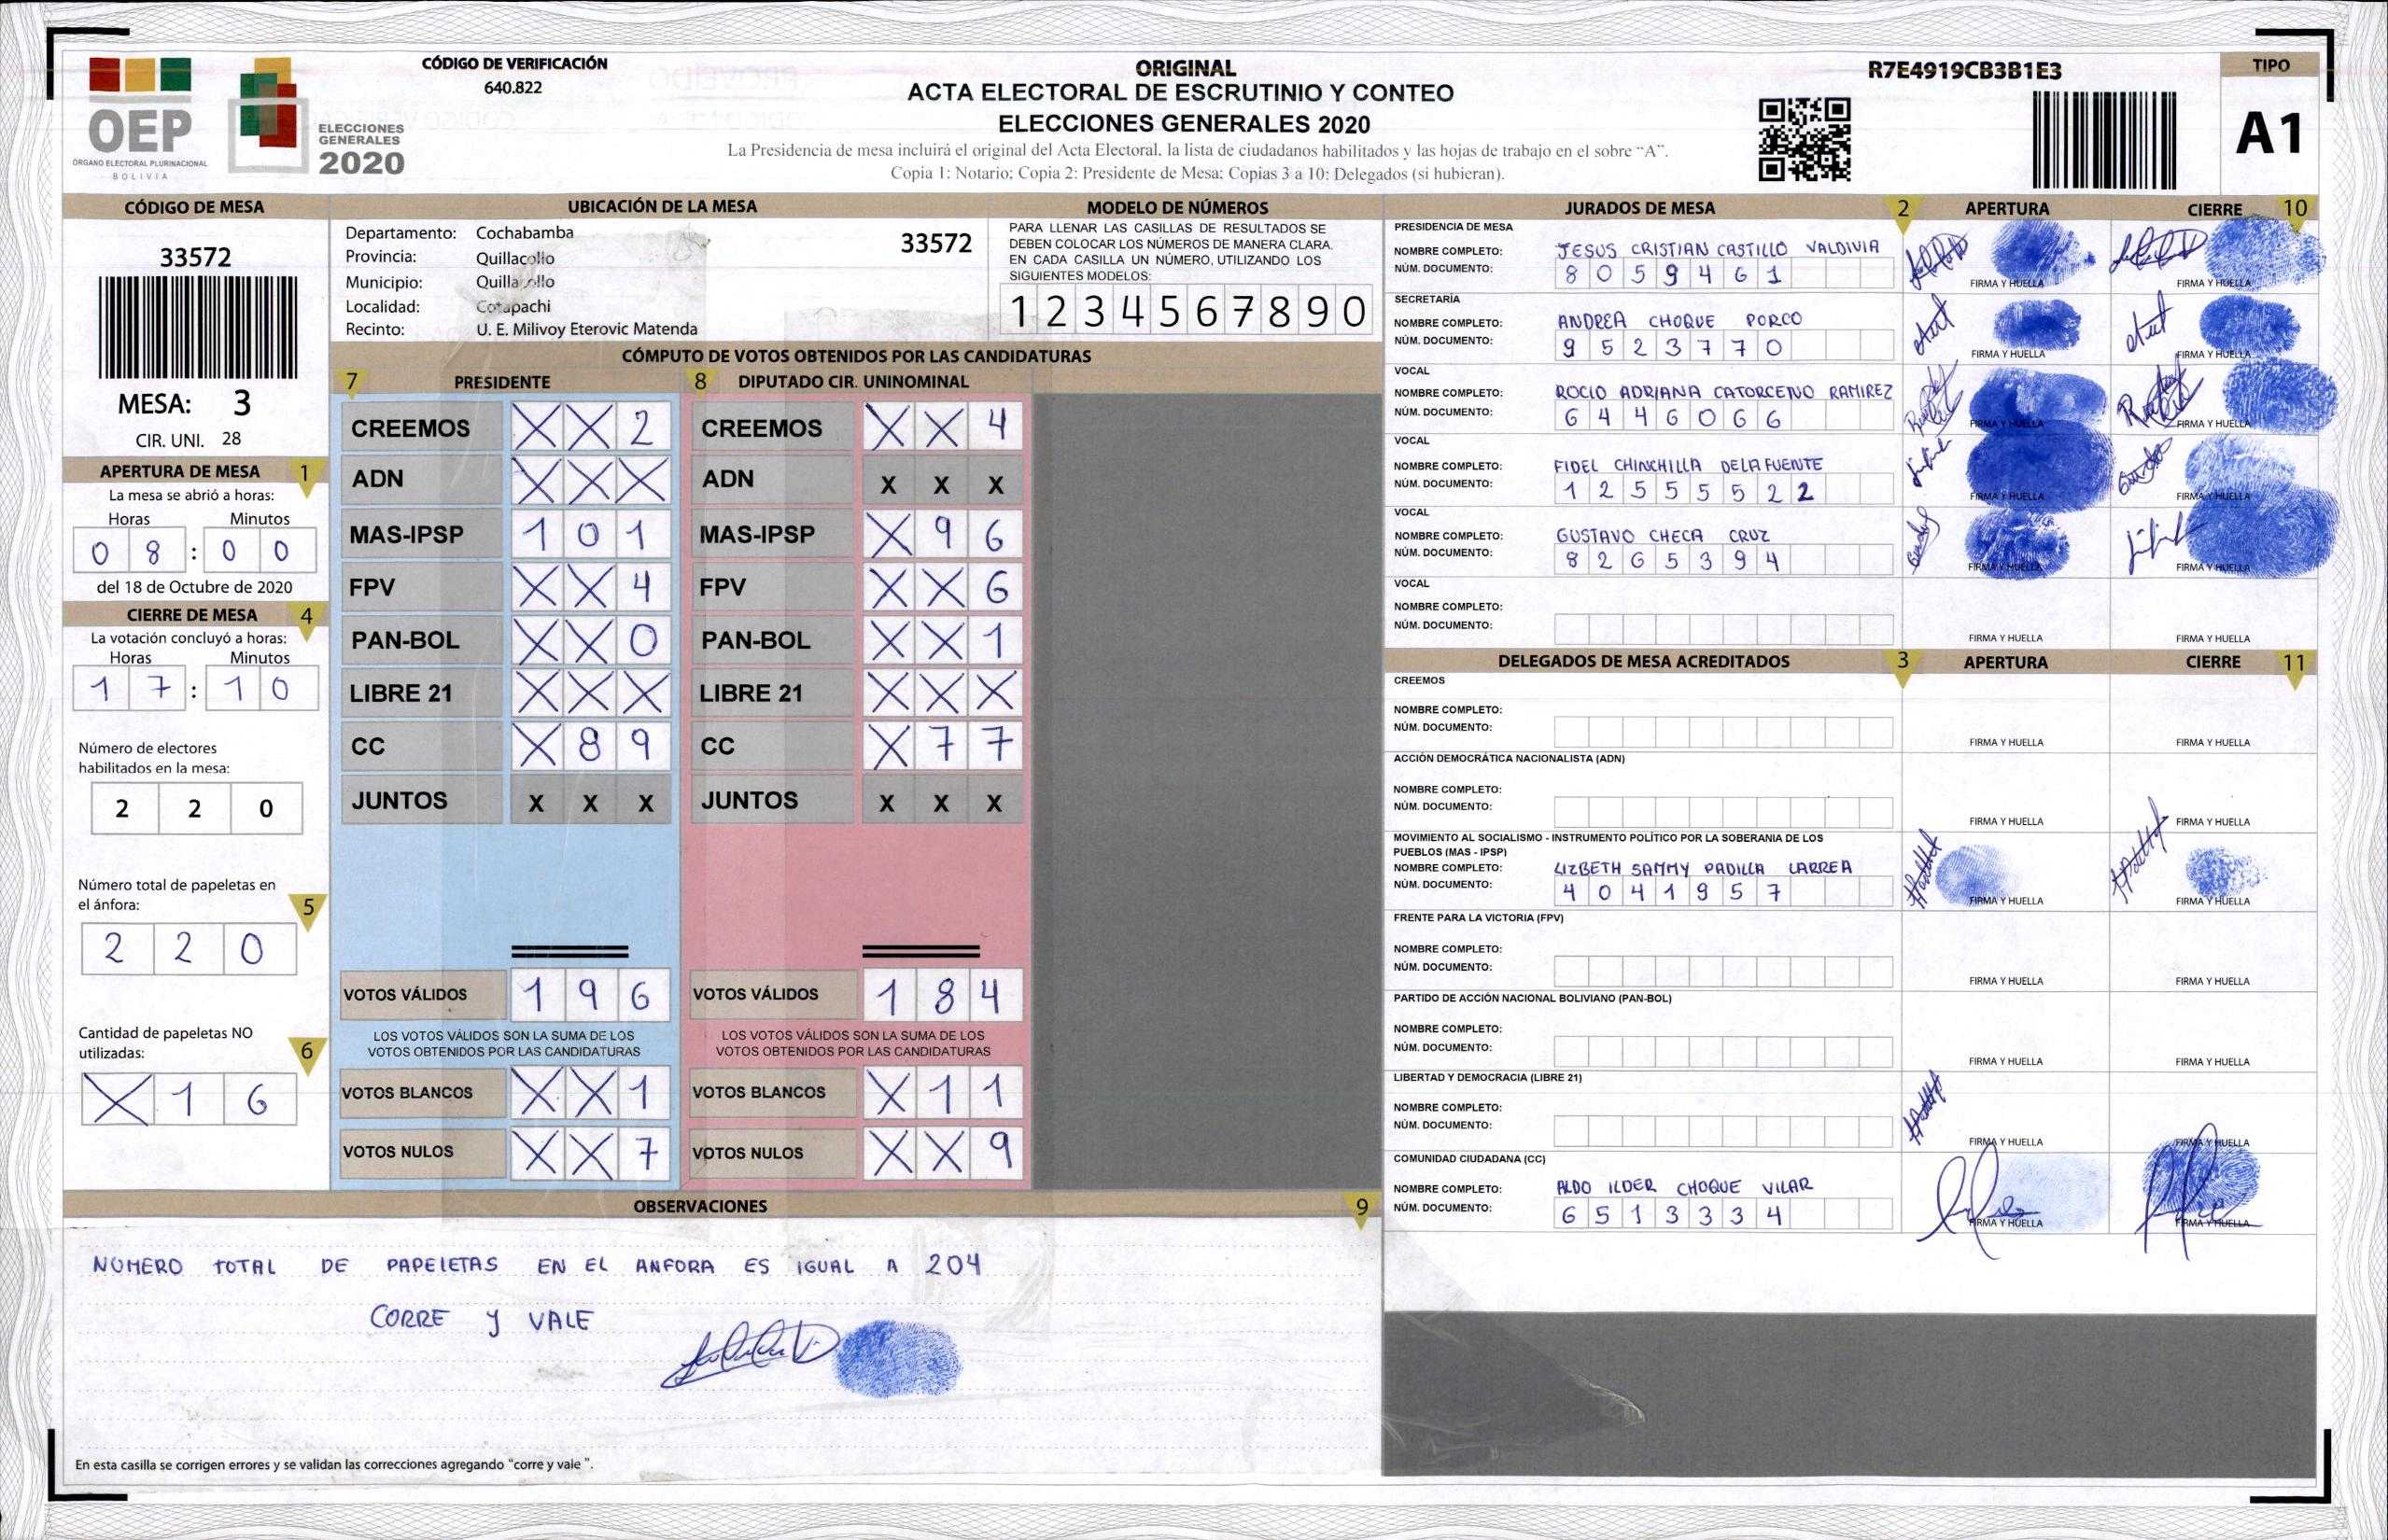 OEP
ÓRGANO ELECTORAL PLURINACIONAL
BOLIVIA
ELECCIONES
GENERALES
2020
CÓDIGO DE VERIFICACIÓN
640.822
ORIGINAL
ACTA ELECTORAL DE ESCRUTINIO Y CONTEO
ELECCIONES GENERALES 2020
La Presidencia de mesa incluirá el original del Acta Electoral, la lista de ciudadanos habilitados y las hojas de trabajo en el sobre “A”.
Copia 1: Notario; Copia 2: Presidente de Mesa; Copias 3 a 10: Delegados (si hubieran).
R7E4919CB3B1E3
TIPO
A1
CÓDIGO DE MESA
33572
MESA: 3
CIR. UNI. 28
APERTURA DE MESA 1
La mesa se abrió a horas:
Horas Minutos
0 8 : 0 0
del 18 de Octubre de 2020
CIERRE DE MESA 4
La votación concluyó a horas:
Horas Minutos
1 7 : 1 0
Número de electores
habilitados en la mesa:
2 2 0
Número total de papeletas en
el ánfora: 5
2 2 0
Cantidad de papeletas NO
utilizadas: 6
X 1 6
UBICACIÓN DE LA MESA
Departamento: Cochabamba 33572
Provincia: Quillacollo
Municipio: Quillacollo
Localidad: Cotapachi
Recinto: U. E. Milivoy Eterovic Matenda
MODELO DE NÚMEROS
PARA LLENAR LAS CASILLAS DE RESULTADOS SE
DEBEN COLOCAR LOS NÚMEROS DE MANERA CLARA.
EN CADA CASILLA UN NÚMERO, UTILIZANDO LOS
SIGUIENTES MODELOS:
1 2 3 4 5 6 7 8 9 0
CÓMPUTO DE VOTOS OBTENIDOS POR LAS CANDIDATURAS
7 PRESIDENTE 8 DIPUTADO CIR. UNINOMINAL
CREEMOS X X 2 CREEMOS X X 4
ADN X X X ADN X X X
MAS-IPSP 1 0 1 MAS-IPSP X 9 6
FPV X X 4 FPV X X 6
PAN-BOL X X 0 PAN-BOL X X 1
LIBRE 21 X X X LIBRE 21 X X X
CC X 8 9 CC X 7 7
JUNTOS X X X JUNTOS X X X
VOTOS VÁLIDOS 1 9 6 VOTOS VÁLIDOS 1 8 4
LOS VOTOS VÁLIDOS SON LA SUMA DE LOS LOS VOTOS VÁLIDOS SON LA SUMA DE LOS
VOTOS OBTENIDOS POR LAS CANDIDATURAS VOTOS OBTENIDOS POR LAS CANDIDATURAS
VOTOS BLANCOS X X 1 VOTOS BLANCOS X 1 1
VOTOS NULOS X X 7 VOTOS NULOS X X 9
OBSERVACIONES 9
NUMERO TOTAL DE PAPELETAS EN EL ANFORA ES IGUAL A 204
CORRE y VALE
En esta casilla se corrigen errores y se validan las correcciones agregando “corre y vale ”.
JURADOS DE MESA 2 APERTURA CIERRE 10
PRESIDENCIA DE MESA
NOMBRE COMPLETO: JESUS CRISTIAN CASTILLO VALDIVIA
NÚM. DOCUMENTO: 8 0 5 9 4 6 1 FIRMA Y HUELLA FIRMA Y HUELLA
SECRETARÍA
NOMBRE COMPLETO: ANDREA CHOQUE PORCO
NÚM. DOCUMENTO: 9 5 2 3 7 7 0 FIRMA Y HUELLA FIRMA Y HUELLA
VOCAL
NOMBRE COMPLETO: ROCIO ADRIANA CATORCENO RAMIREZ
NÚM. DOCUMENTO: 6 4 4 6 0 6 6 FIRMA Y HUELLA FIRMA Y HUELLA
VOCAL
NOMBRE COMPLETO: FIDEL CHINCHILLA DELAFUENTE
NÚM. DOCUMENTO: 1 2 5 5 5 5 2 2 FIRMA Y HUELLA FIRMA Y HUELLA
VOCAL
NOMBRE COMPLETO: GUSTAVO CHECA CRUZ
NÚM. DOCUMENTO: 8 2 6 5 3 9 4 FIRMA Y HUELLA FIRMA Y HUELLA
VOCAL
NOMBRE COMPLETO:
NÚM. DOCUMENTO: FIRMA Y HUELLA FIRMA Y HUELLA
DELEGADOS DE MESA ACREDITADOS 3 APERTURA CIERRE 11
CREEMOS
NOMBRE COMPLETO:
NÚM. DOCUMENTO: FIRMA Y HUELLA FIRMA Y HUELLA
ACCIÓN DEMOCRÁTICA NACIONALISTA (ADN)
NOMBRE COMPLETO:
NÚM. DOCUMENTO: FIRMA Y HUELLA FIRMA Y HUELLA
MOVIMIENTO AL SOCIALISMO - INSTRUMENTO POLÍTICO POR LA SOBERANIA DE LOS
PUEBLOS (MAS - IPSP)
NOMBRE COMPLETO: LIZBETH SAMMY PADILLA LARREA
NÚM. DOCUMENTO: 4 0 4 1 9 5 7 FIRMA Y HUELLA FIRMA Y HUELLA
FRENTE PARA LA VICTORIA (FPV)
NOMBRE COMPLETO:
NÚM. DOCUMENTO: FIRMA Y HUELLA FIRMA Y HUELLA
PARTIDO DE ACCIÓN NACIONAL BOLIVIANO (PAN-BOL)
NOMBRE COMPLETO:
NÚM. DOCUMENTO: FIRMA Y HUELLA FIRMA Y HUELLA
LIBERTAD Y DEMOCRACIA (LIBRE 21)
NOMBRE COMPLETO:
NÚM. DOCUMENTO: FIRMA Y HUELLA FIRMA Y HUELLA
COMUNIDAD CIUDADANA (CC)
NOMBRE COMPLETO: ALDO ILDER CHOQUE VILAR
NÚM. DOCUMENTO: 6 5 1 3 3 3 4 FIRMA Y HUELLA FIRMA Y HUELLA